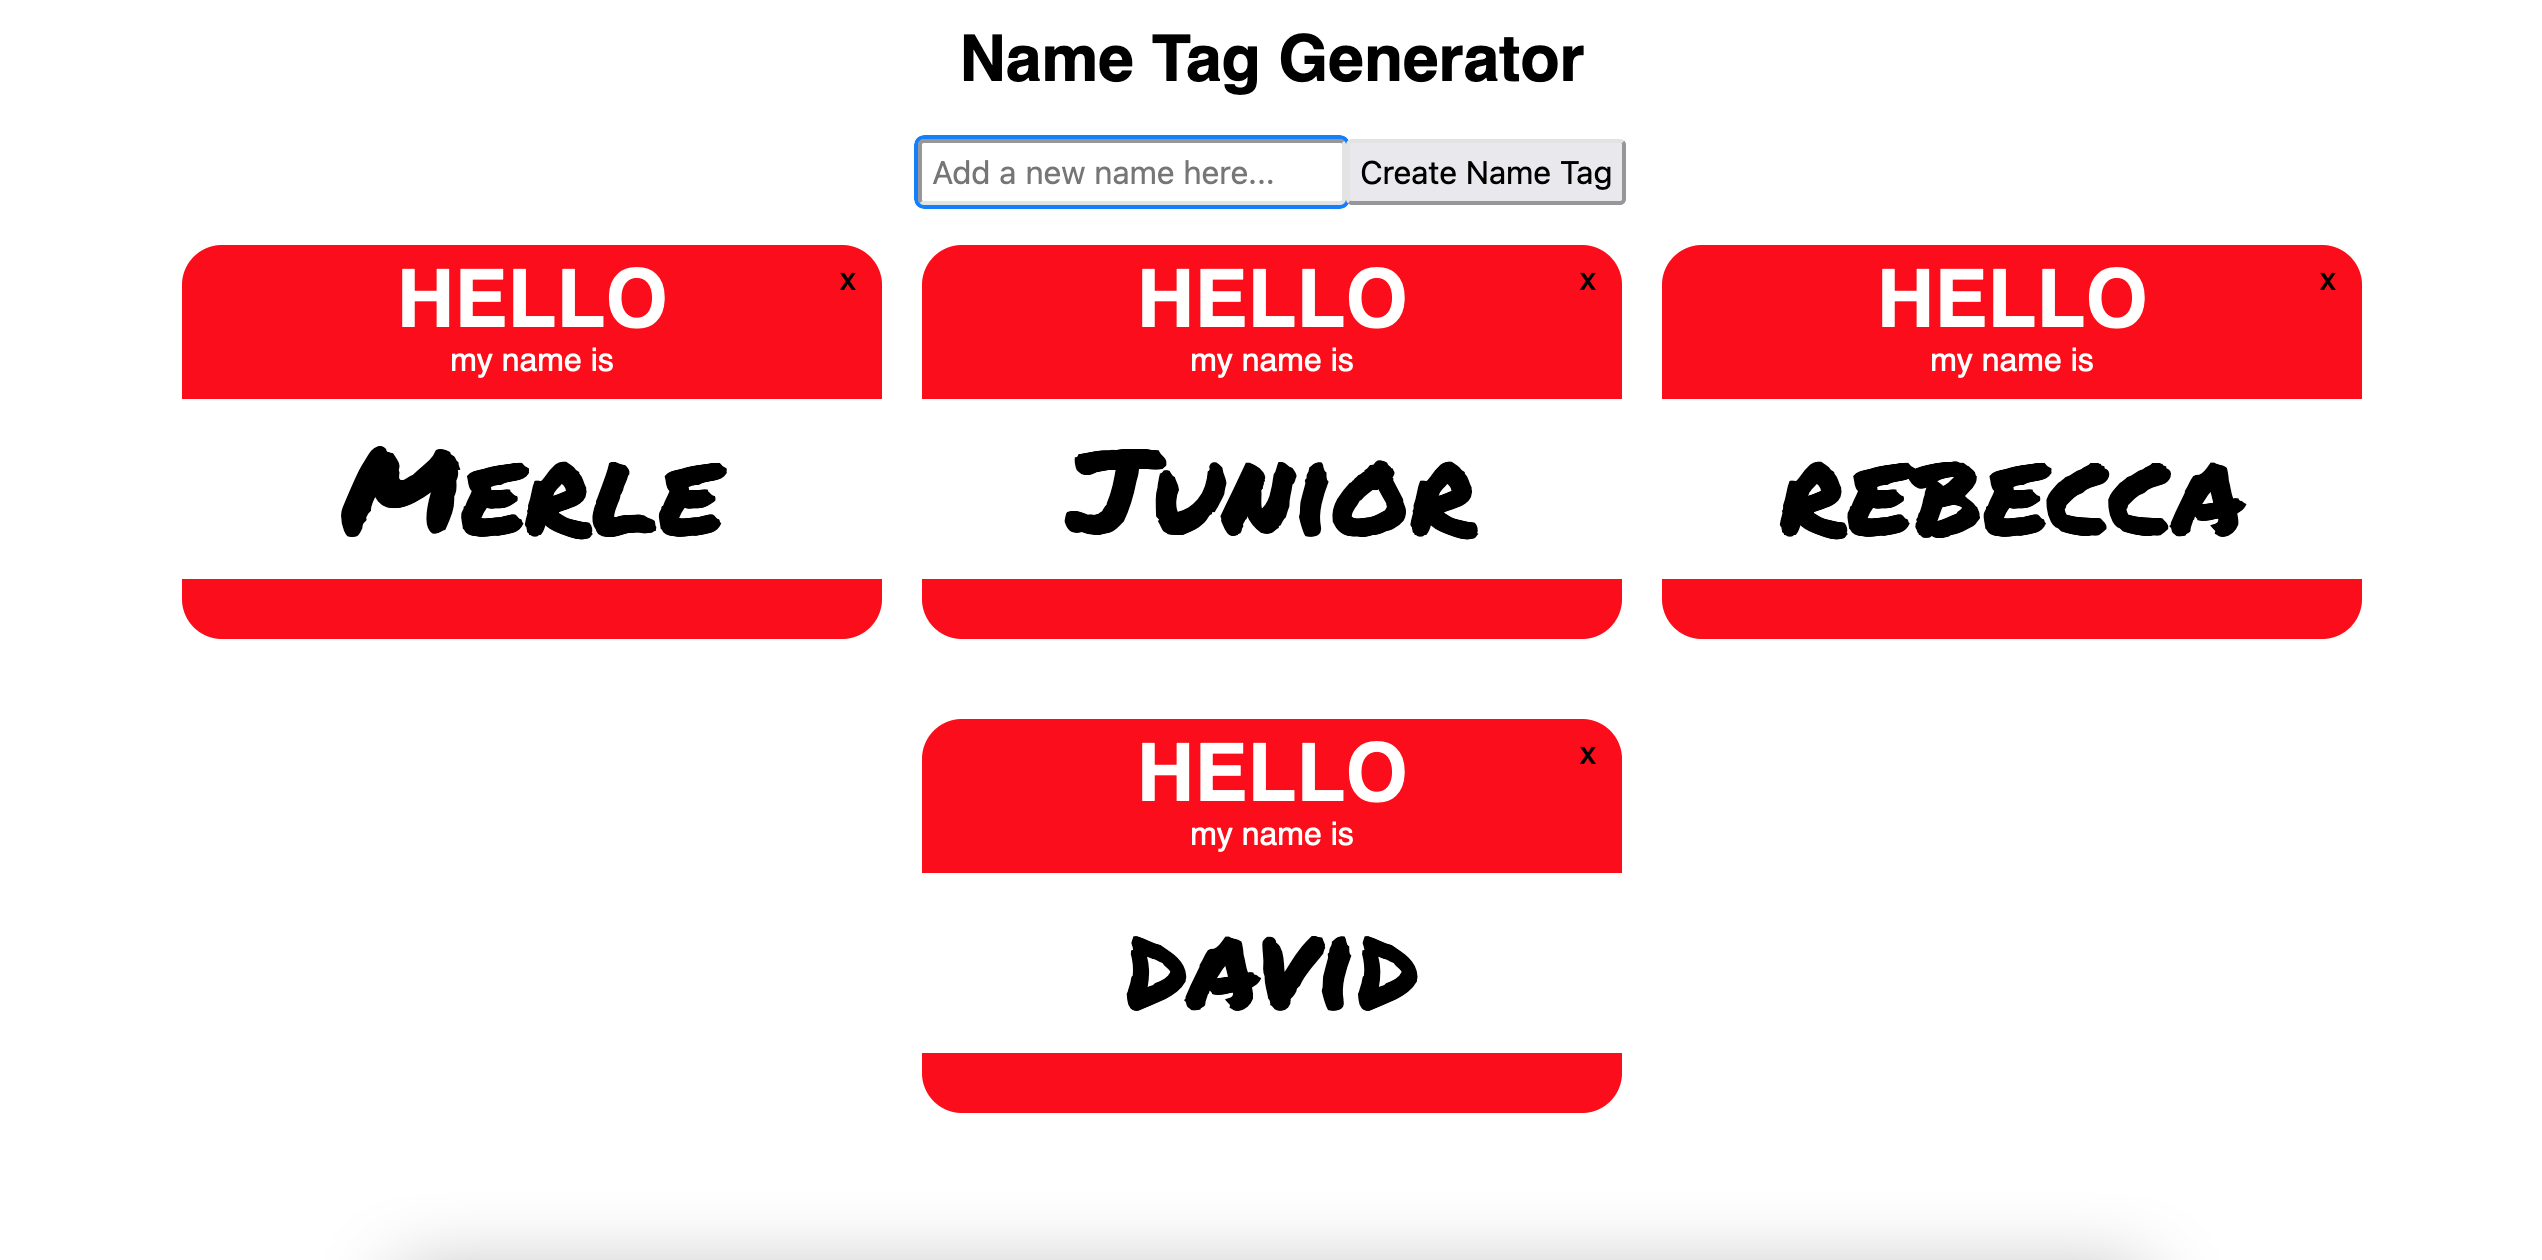 Name Tag Generator
Add a new name here...
Create Name Tag
HELLO
x
my name is
Merle
HELLO
x
my name is
Junior
HELLO
x
my name is
rebecca
HELLO
x
my name is
david